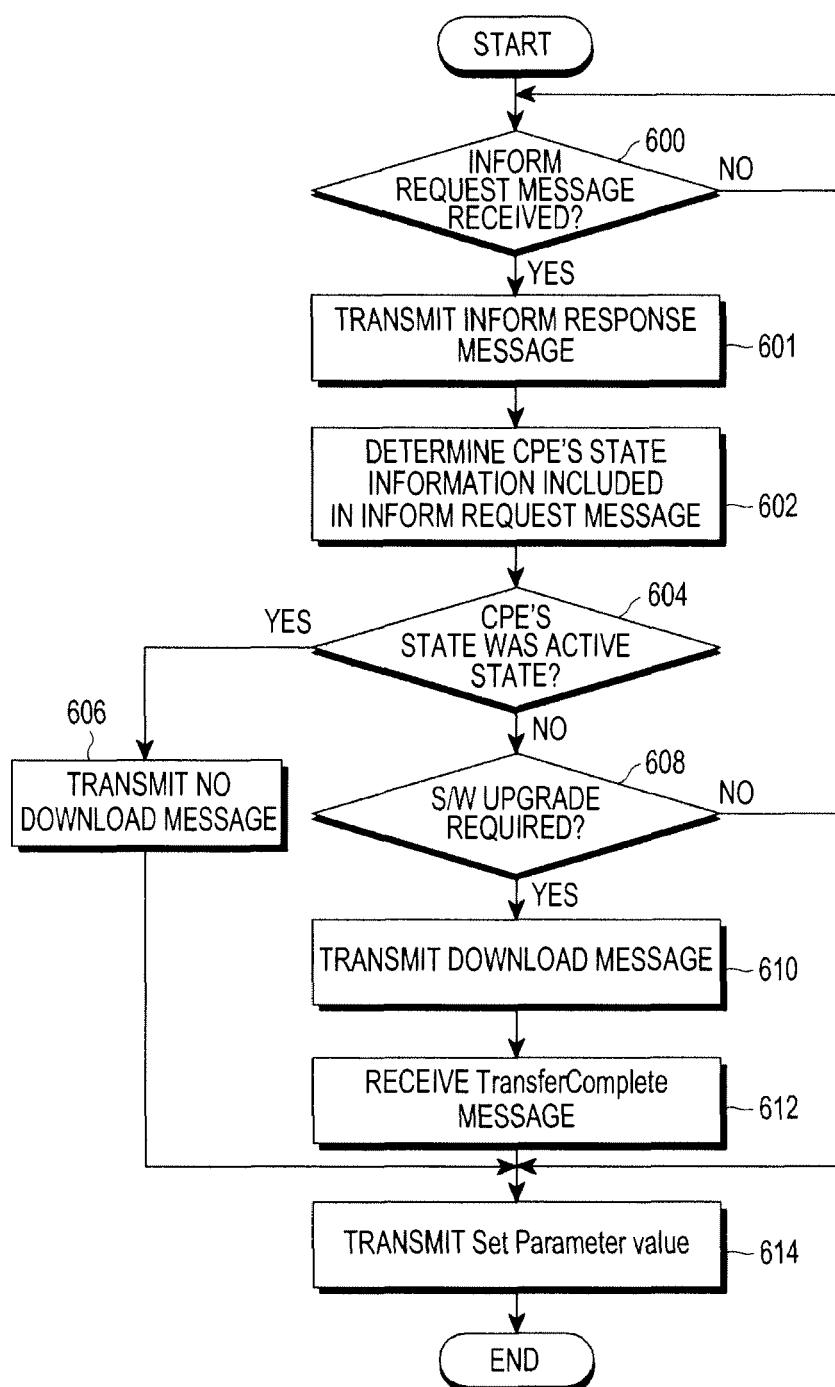 START
600
INFORM
REQUEST MESSAGE
RECEIVED?
NO
YES
TRANSMIT INFORM RESPONSE
MESSAGE
601
DETERMINE CPE'S STATE
INFORMATION INCLUDED
IN INFORM REQUEST MESSAGE
602
604
YES
CPE'S
STATE WAS ACTIVE
STATE?
NO
606
TRANSMIT NO
DOWNLOAD MESSAGE
608
S/W UPGRADE
REQUIRED?
NO
YES
TRANSMIT DOWNLOAD MESSAGE
610
RECEIVE TransferComplete
MESSAGE
612
TRANSMIT Set Parameter value
614
END